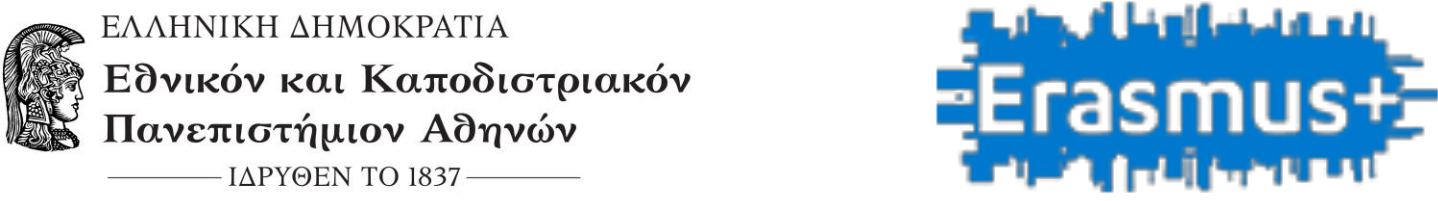 ΕΛΛΗΝΙΚΗ ΔΗΜΟΚΡΑΤΙΑ
Εθνικόν και Καποδιστριακόν
Πανεπιστήμιον Αθηνών
ΙΔΡΥΘΕΝ ΤΟ 1837
Erasmus+